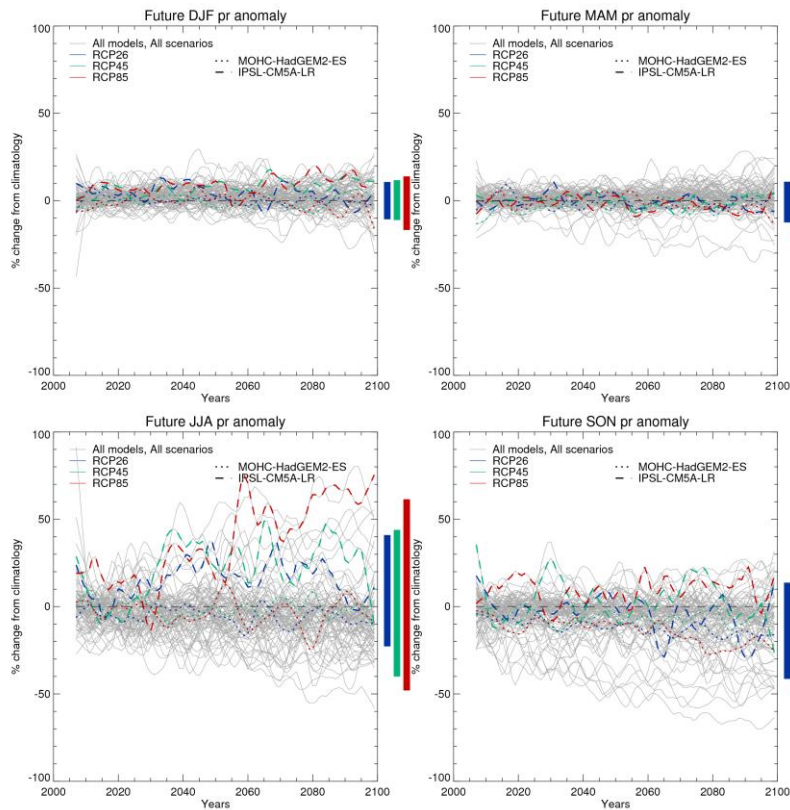 Future DJF pr anomaly
100
50
0
-50
-100
% change from climatology
All models, All scenarios
RCP26
RCP45
RCP85
MOHC-HadGEM2-ES
IPSL-CM5A-LR
2000 2020 2040 2060 2080 2100
Years
Future MAM pr anomaly
100
50
0
-50
-100
% change from climatology
All models, All scenarios
RCP26
RCP45
RCP85
MOHC-HadGEM2-ES
IPSL-CM5A-LR
2000 2020 2040 2060 2080 2100
Years
Future JJA pr anomaly
100
50
0
-50
-100
% change from climatology
All models, All scenarios
RCP26
RCP45
RCP85
MOHC-HadGEM2-ES
IPSL-CM5A-LR
2000 2020 2040 2060 2080 2100
Years
Future SON pr anomaly
100
50
0
-50
-100
% change from climatology
All models, All scenarios
RCP26
RCP45
RCP85
MOHC-HadGEM2-ES
IPSL-CM5A-LR
2000 2020 2040 2060 2080 2100
Years